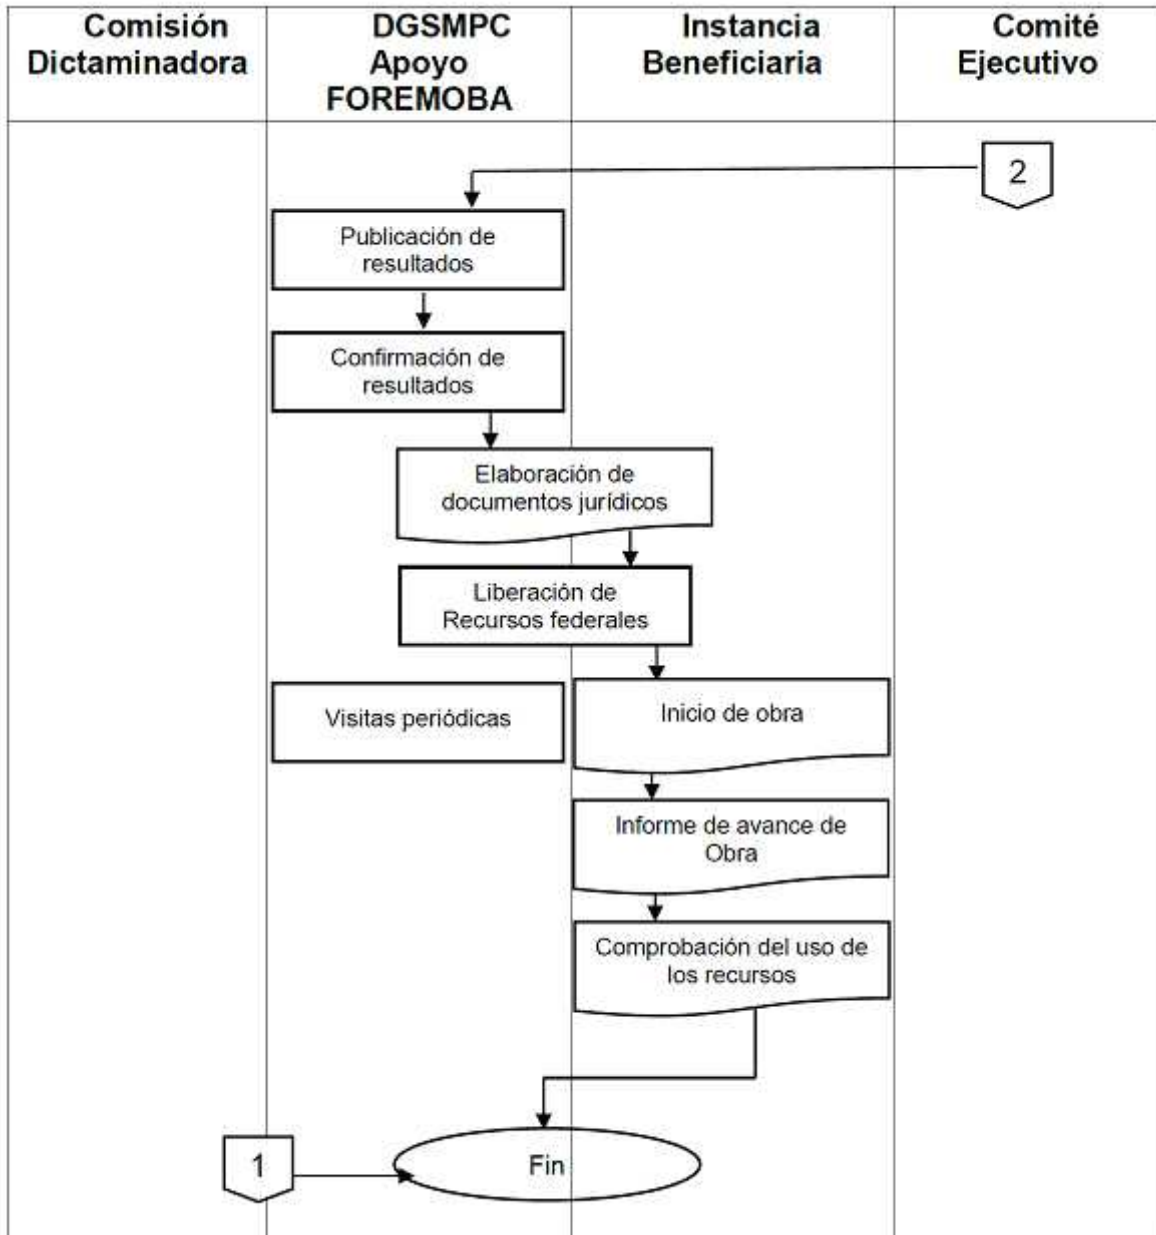 Comisión
Dictaminadora
DGSMPC
Apoyo
FOREMOBA
Instancia
Beneficiaria
Comité
Ejecutivo
2
Publicación de
resultados
Confirmación de
resultados
Elaboración de
documentos jurídicos
Liberación de
Recursos federales
Visitas periódicas
Inicio de obra
Informe de avance de
Obra
Comprobación del uso de
los recursos
1
Fin